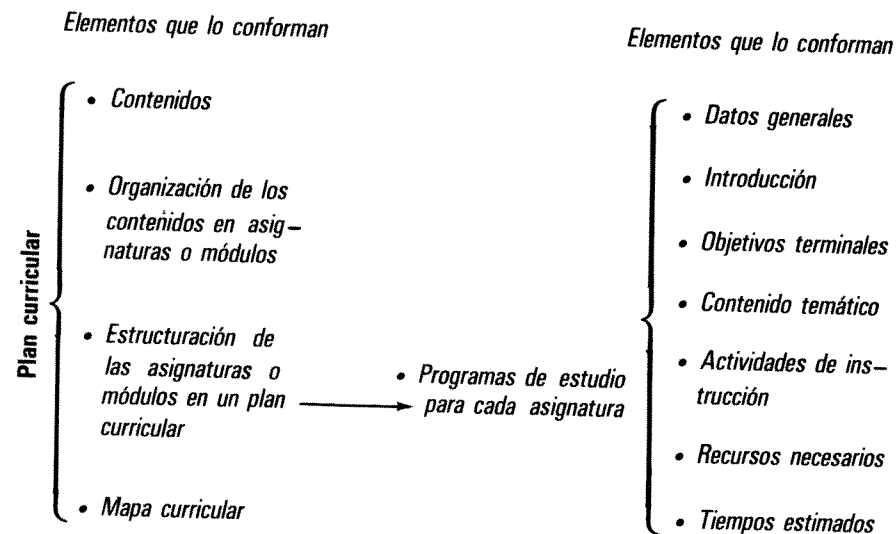 Elementos que lo conforman
Plan curricular
• Contenidos
• Organización de los
contenidos en asig–
naturas o módulos
• Estructuración de
las asignaturas o
módulos en un plan
curricular
• Mapa curricular
• Programas de estudio
para cada asignatura
Elementos que lo conforman
• Datos generales
• Introducción
• Objetivos terminales
• Contenido temático
• Actividades de ins–
trucción
• Recursos necesarios
• Tiempos estimados